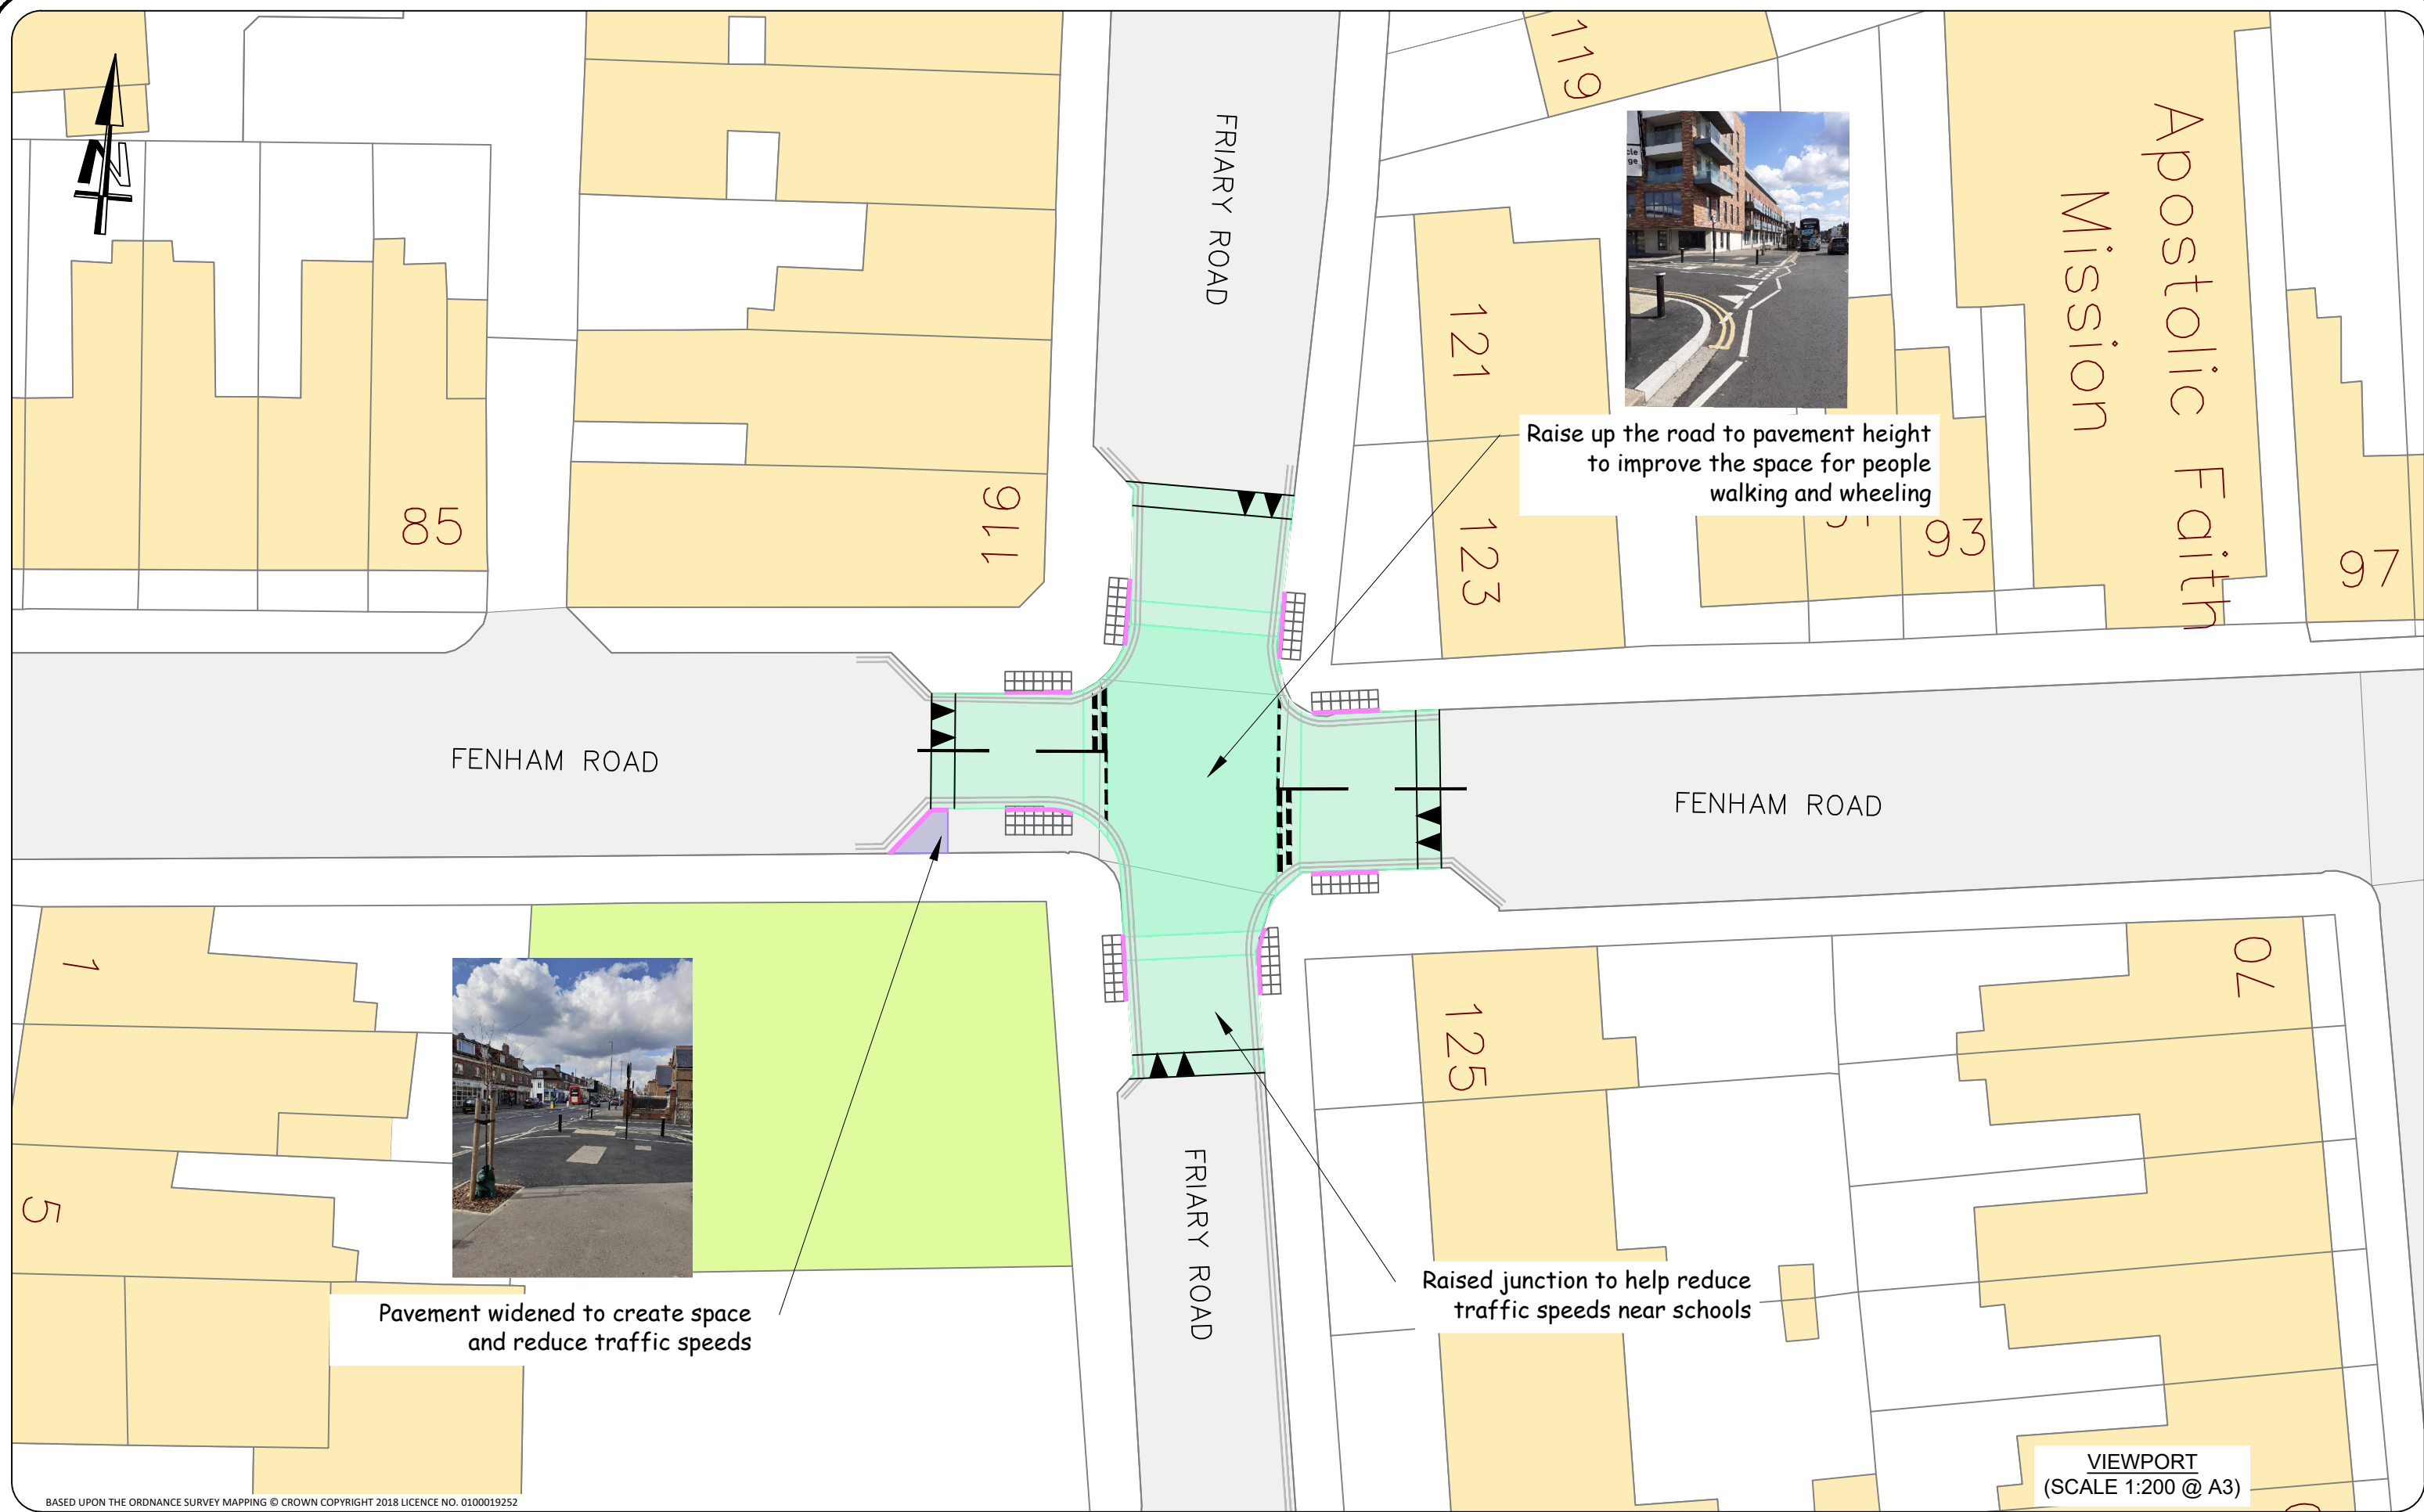 119
Apostolic Faith
Mission
FRIARY ROAD
121
Raise up the road to pavement height
to improve the space for people
walking and wheeling
85
116
123
93
97
N
FENHAM ROAD
FENHAM ROAD
1
70
125
5
FRIARY ROAD
Raised junction to help reduce
traffic speeds near schools
Pavement widened to create space
and reduce traffic speeds
VIEWPORT
(SCALE 1:200 @ A3)
BASED UPON THE ORDNANCE SURVEY MAPPING © CROWN COPYRIGHT 2018 LICENCE NO. 0100019252